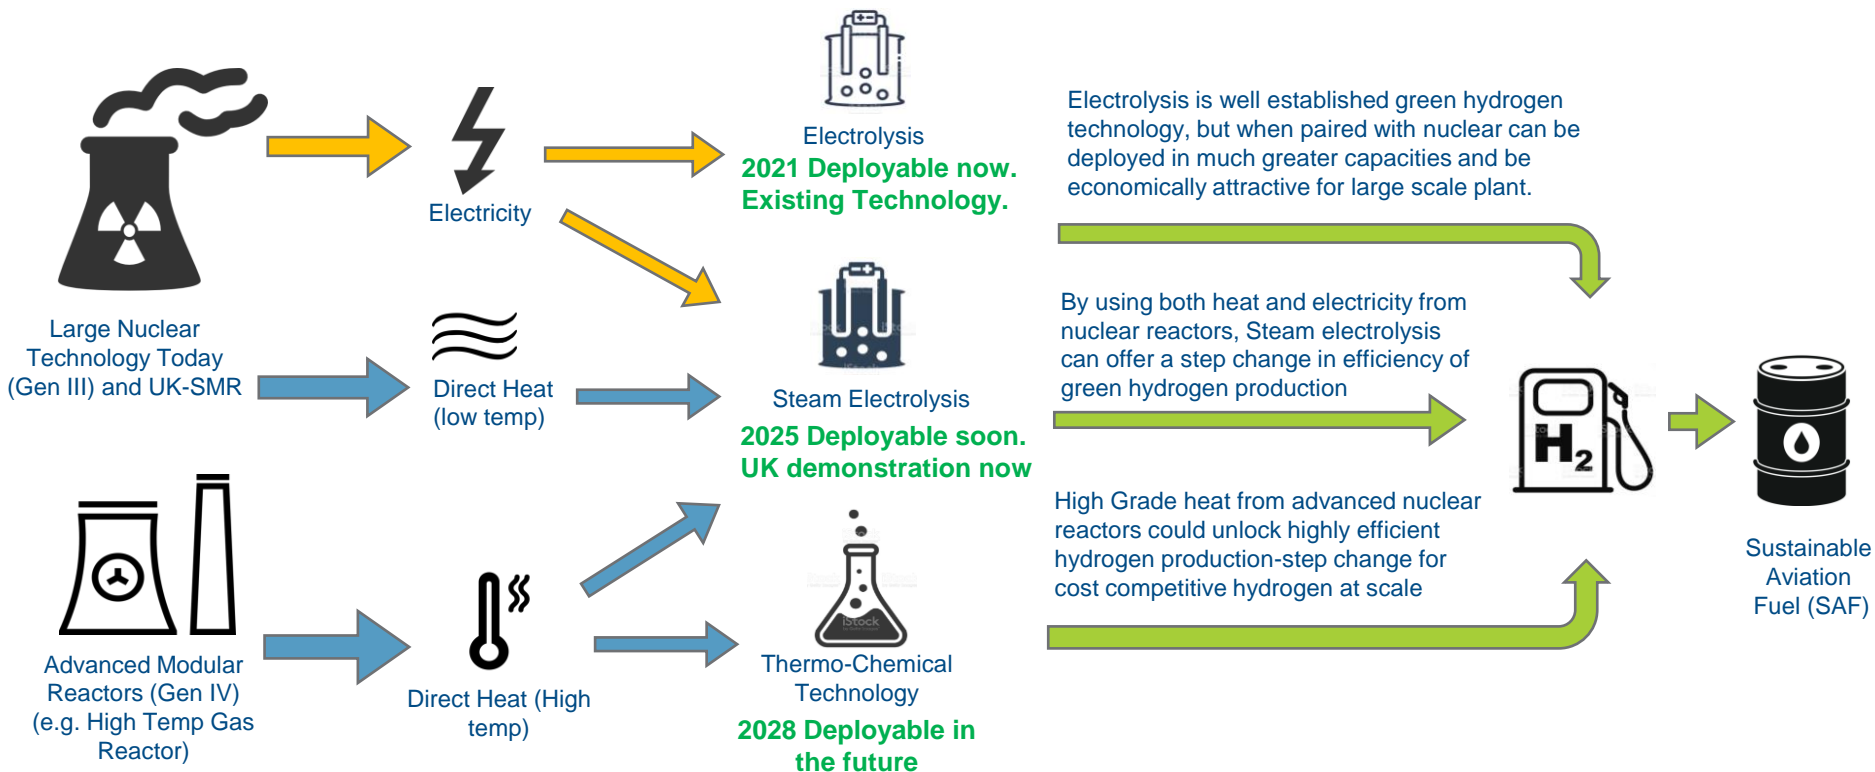 Large Nuclear
Technology Today
(Gen III) and UK-SMR
Advanced Modular
Reactors (Gen IV)
(e.g. High Temp Gas
Reactor)
Electricity
Direct Heat
(low temp)
Direct Heat (High
temp)
Electrolysis
2021 Deployable now.
Existing Technology.
Steam Electrolysis
2025 Deployable soon.
UK demonstration now
iStock
Thermo-Chemical
Technology
2028 Deployable in
the future
Electrolysis is well established green hydrogen
technology, but when paired with nuclear can be
deployed in much greater capacities and be
economically attractive for large scale plant.
By using both heat and electricity from
nuclear reactors, Steam electrolysis
can offer a step change in efficiency of
green hydrogen production
High Grade heat from advanced nuclear
reactors could unlock highly efficient
hydrogen production-step change for
cost competitive hydrogen at scale
H2
Sustainable
Aviation
Fuel (SAF)